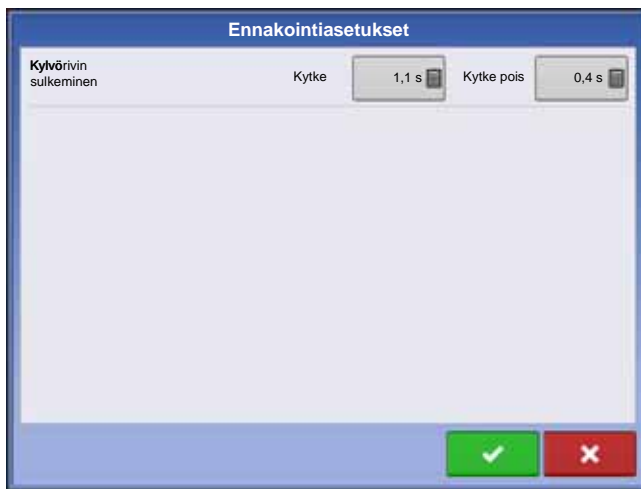 Ennakointiasetukset
Kylvörivin
sulkeminen
Kytke
1,1 s
Kytke pois
0,4 s